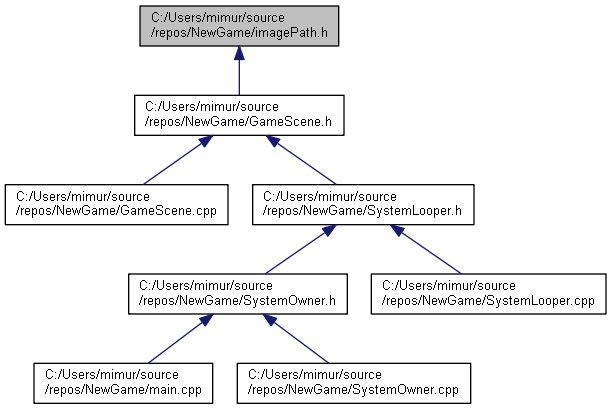 C:/Users/mimur/source
/repos/NewGame/imagePath.h
C:/Users/mimur/source
/repos/NewGame/GameScene.h
C:/Users/mimur/source
/repos/NewGame/GameScene.cpp
C:/Users/mimur/source
/repos/NewGame/SystemLooper.h
C:/Users/mimur/source
/repos/NewGame/SystemOwner.h
C:/Users/mimur/source
/repos/NewGame/SystemLooper.cpp
C:/Users/mimur/source
/repos/NewGame/main.cpp
C:/Users/mimur/source
/repos/NewGame/SystemOwner.cpp